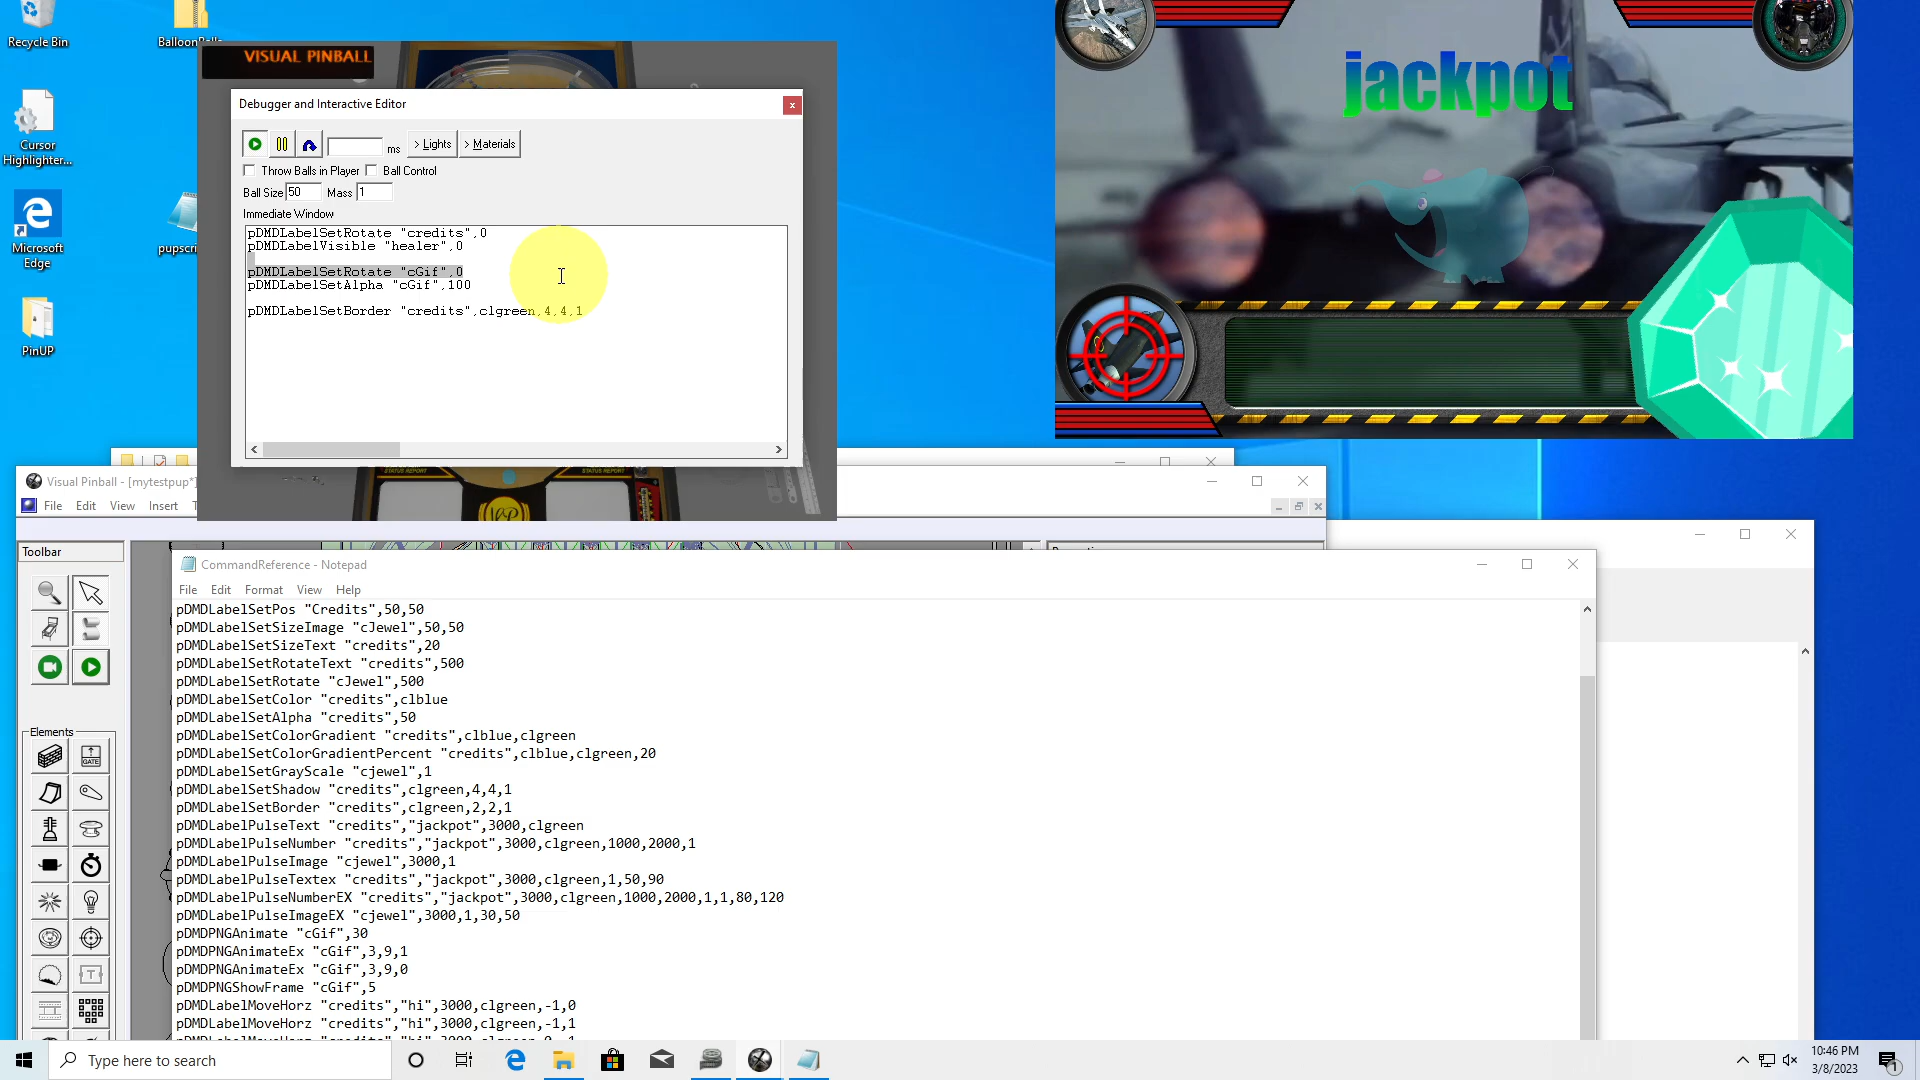 Recycle Bin
BalloonBalls
Cursor
Highlighter...
Microsoft
Edge
PinUP
VISUAL PINBALL
Debugger and Interactive Editor
ms
> Lights
> Materials
Throw Balls in Player
Ball Control
Ball Size 50
Mass 1
Immediate Window
pDMDLabelSetRotate "credits",0
pDMDLabelVisible "healer",0
pDMDLabelSetRotate "cGif",0
pDMDLabelSetAlpha "cGif",100
pDMDLabelSetBorder "credits",clgreen,4,4,1
STATUS REPORT
STATUS REPORT
jackpot
Visual Pinball - [mytestpup*]
File Edit View Insert
Toolbar
Elements
GATE
T
CommandReference - Notepad
File Edit Format View Help
pDMDLabelSetPos "Credits",50,50
pDMDLabelSetSizeImage "cJewel",50,50
pDMDLabelSetSizeText "credits",20
pDMDLabelSetRotateText "credits",500
pDMDLabelSetRotate "cJewel",500
pDMDLabelSetColor "credits",clblue
pDMDLabelSetAlpha "credits",50
pDMDLabelSetColorGradient "credits",clblue,clgreen
pDMDLabelSetColorGradientPercent "credits",clblue,clgreen,20
pDMDLabelSetGrayScale "cjewel",1
pDMDLabelSetShadow "credits",clgreen,4,4,1
pDMDLabelSetBorder "credits",clgreen,2,2,1
pDMDLabelPulseText "credits","jackpot",3000,clgreen
pDMDLabelPulseNumber "credits","jackpot",3000,clgreen,1000,2000,1
pDMDLabelPulseImage "cjewel",3000,1
pDMDLabelPulseTextex "credits","jackpot",3000,clgreen,1,50,90
pDMDLabelPulseNumberEX "credits","jackpot",3000,clgreen,1000,2000,1,1,80,120
pDMDLabelPulseImageEX "cjewel",3000,1,30,50
pDMDPNGAnimate "cGif",30
pDMDPNGAnimateEx "cGif",3,9,1
pDMDPNGAnimateEx "cGif",3,9,0
pDMDPNGShowFrame "cGif",5
pDMDLabelMoveHorz "credits","hi",3000,clgreen,-1,0
pDMDLabelMoveHorz "credits","hi",3000,clgreen,-1,1
Type here to search
10:46 PM
3/8/2023
1